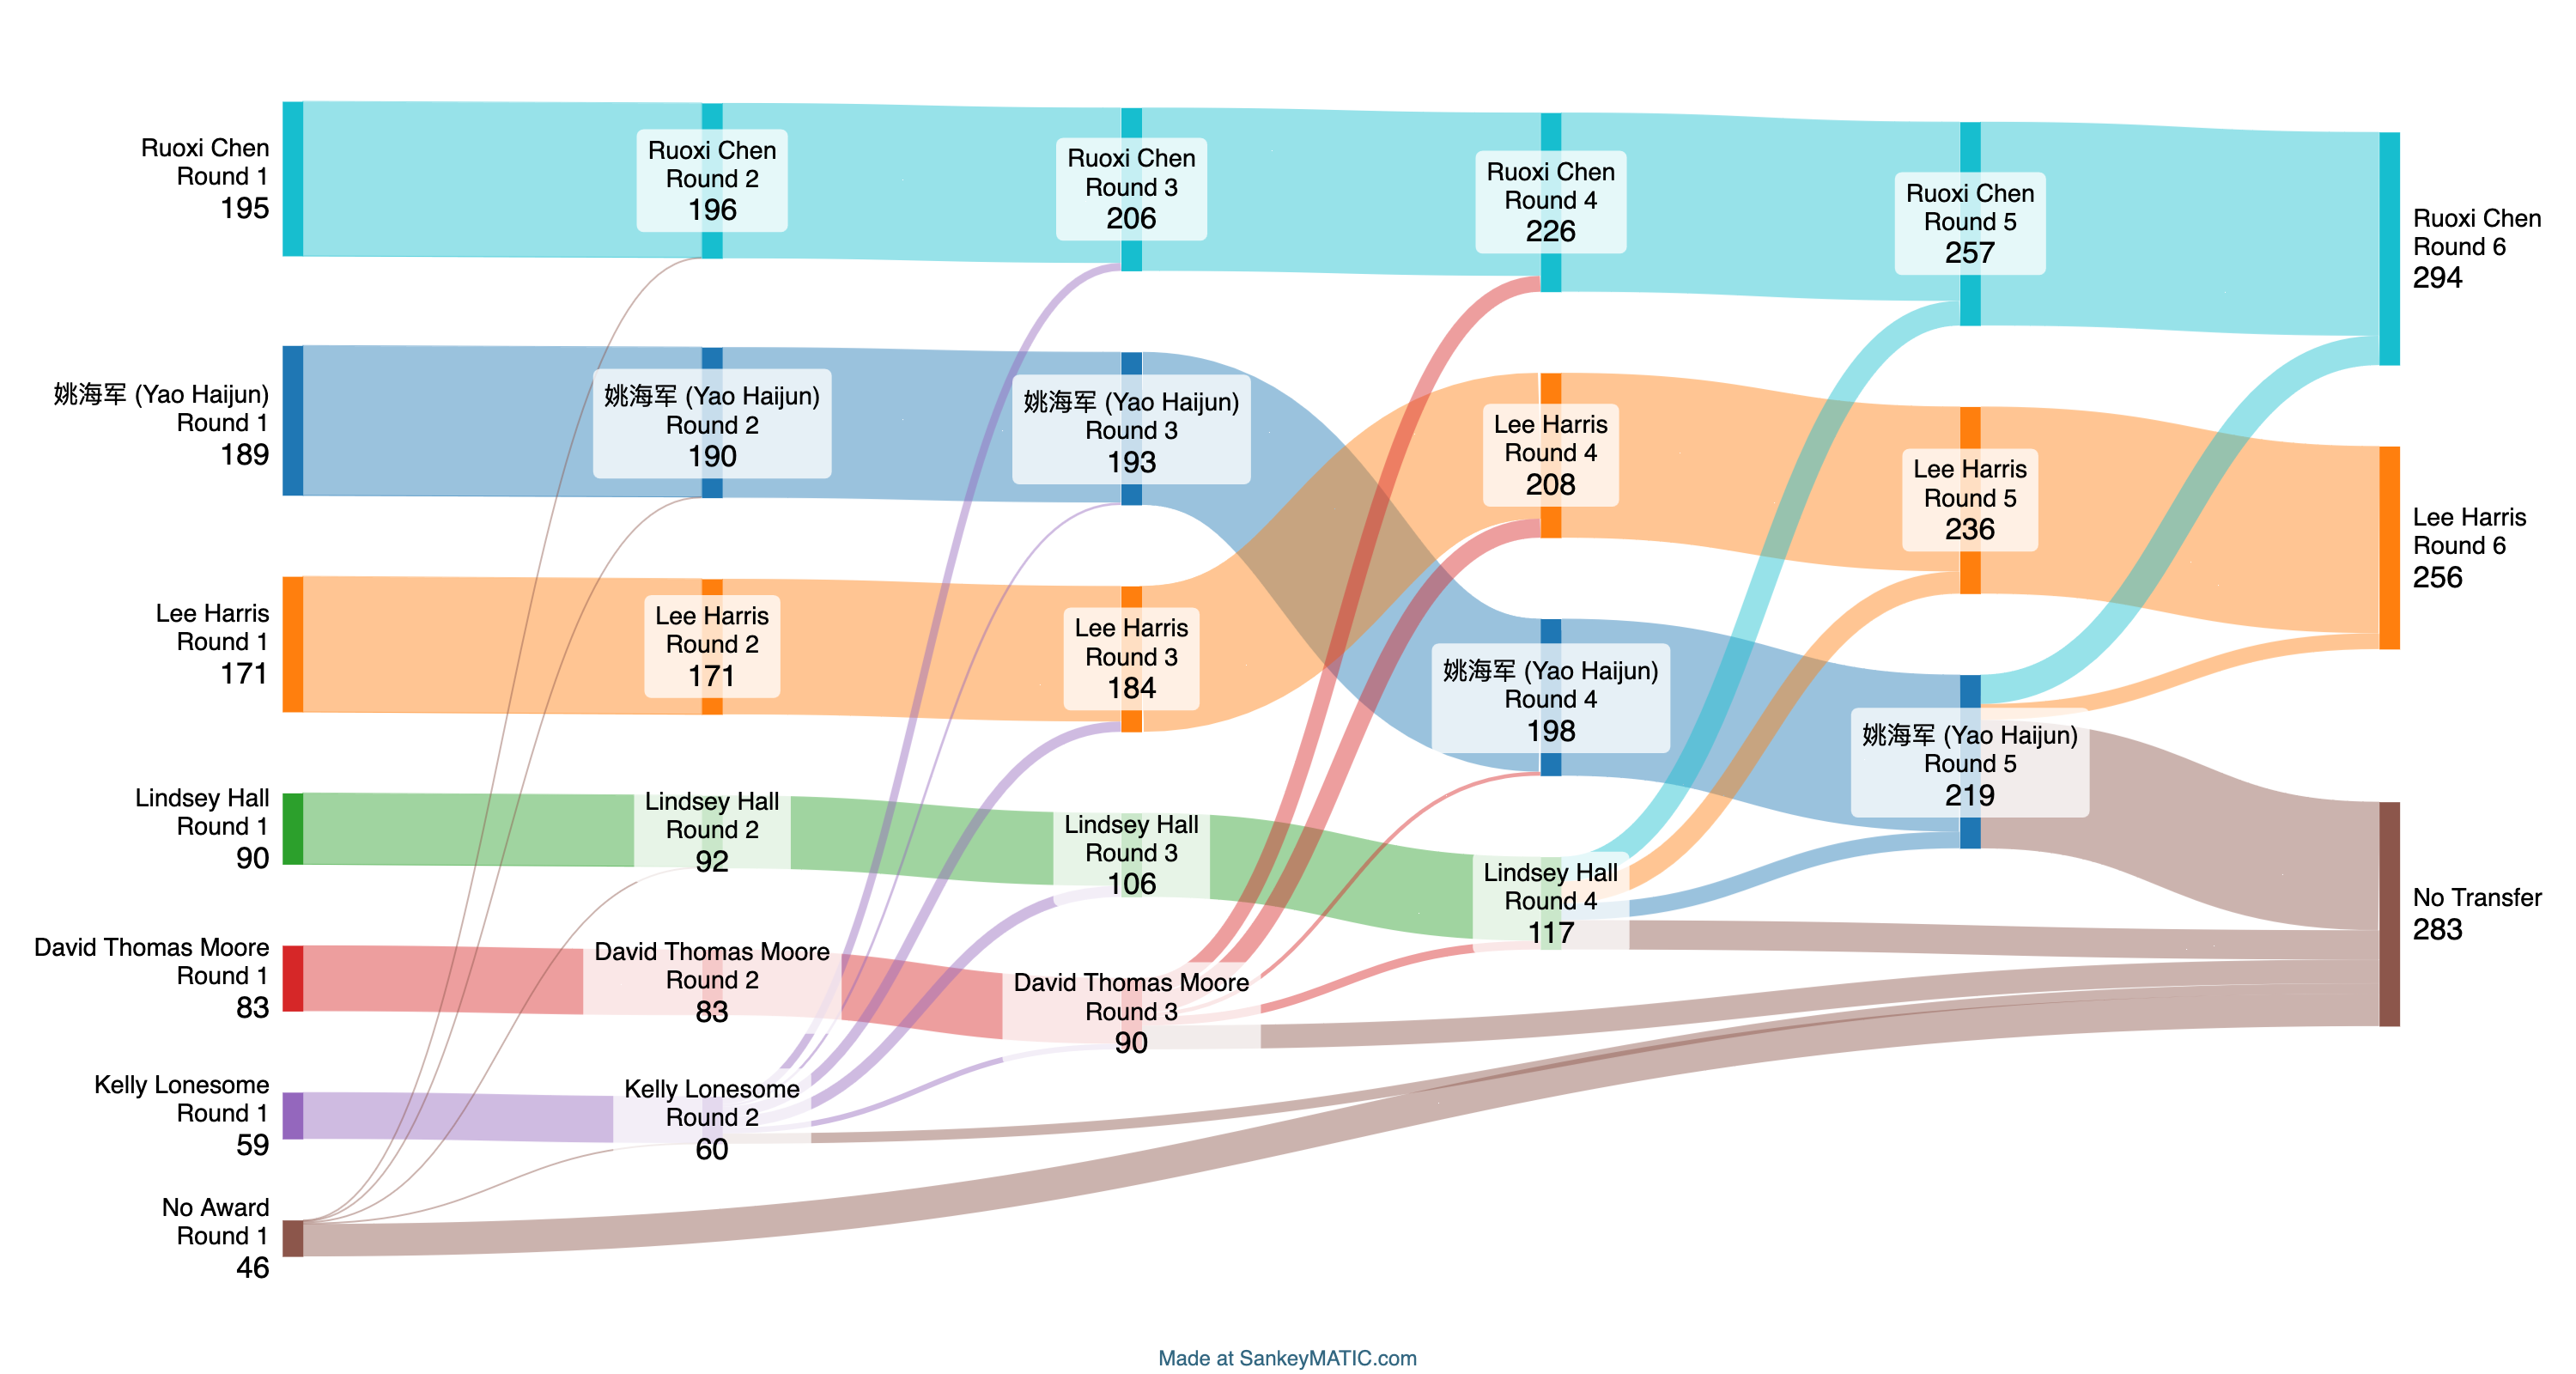 Ruoxi Chen
Round 1
195
姚海军 (Yao Haijun)
Round 1
189
Lee Harris
Round 1
171
Lindsey Hall
Round 1
90
David Thomas Moore
Round 1
83
Kelly Lonesome
Round 1
59
No Award
Round 1
46
Ruoxi Chen
Round 2
196
姚海军 (Yao Haijun)
Round 2
190
Lee Harris
Round 2
171
Lindsey Hall
Round 2
92
David Thomas Moore
Round 2
83
Kelly Lonesome
Round 2
60
Ruoxi Chen
Round 3
206
姚海军 (Yao Haijun)
Round 3
193
Lee Harris
Round 3
184
Lindsey Hall
Round 3
106
David Thomas Moore
Round 3
90
Ruoxi Chen
Round 4
226
Lee Harris
Round 4
208
姚海军 (Yao Haijun)
Round 4
198
Lindsey Hall
Round 4
117
Ruoxi Chen
Round 5
257
Lee Harris
Round 5
236
姚海军 (Yao Haijun)
Round 5
219
Ruoxi Chen
Round 6
294
Lee Harris
Round 6
256
No Transfer
283
Made at SankeyMATIC.com